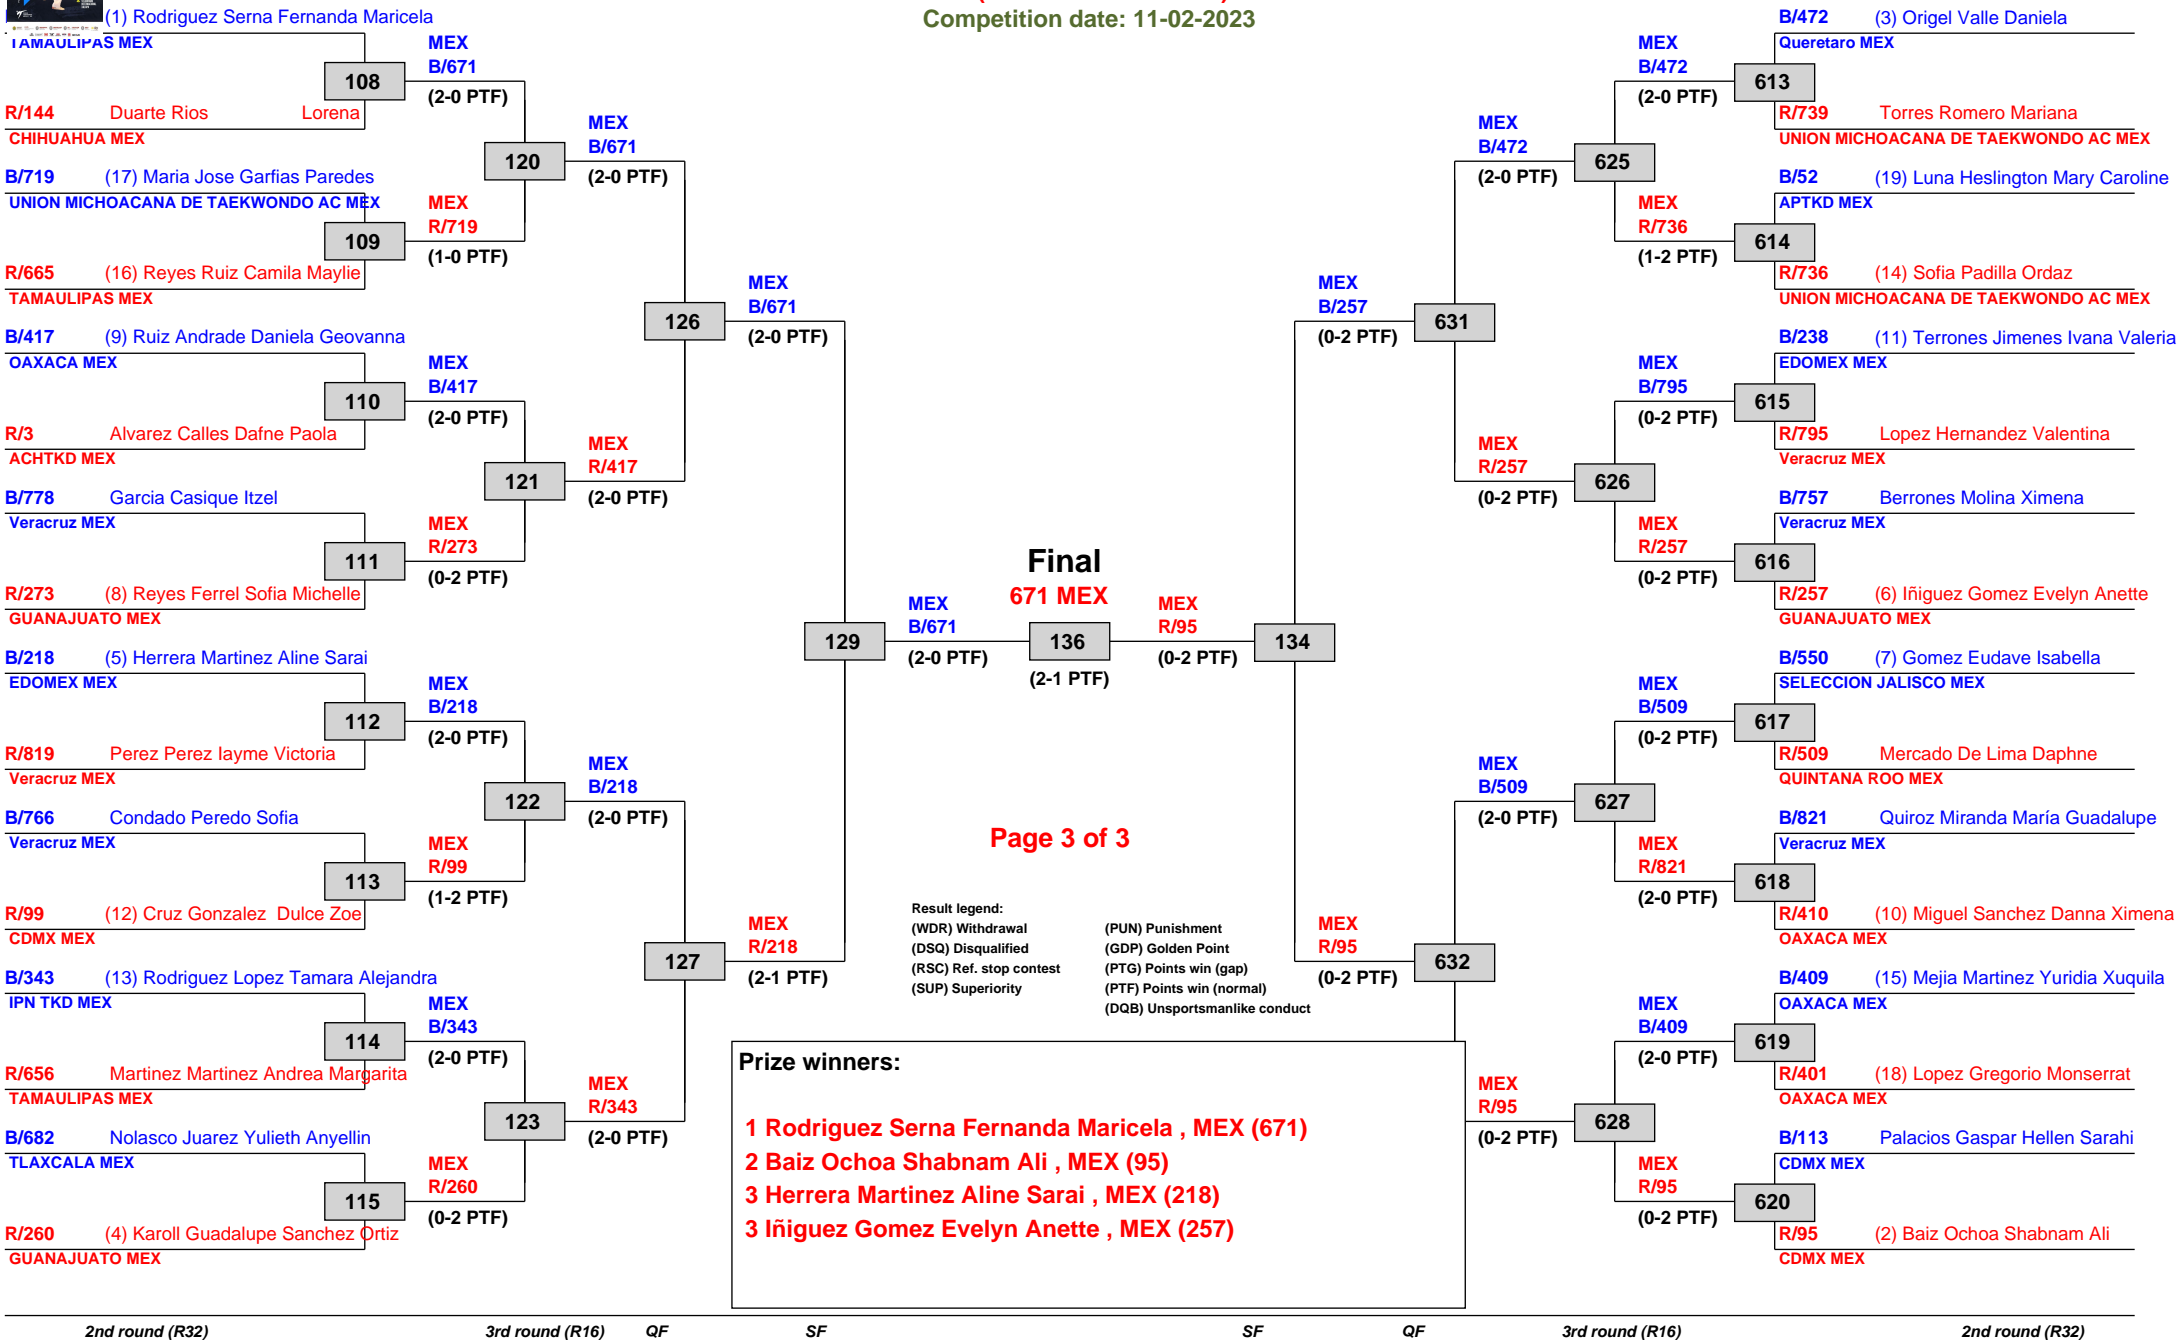 Competition date: 11-02-2023
(1) Rodriguez Serna Fernanda Maricela
TAMAULIPAS MEX
108
R/144 Duarte Rios Lorena
CHIHUAHUA MEX
B/719 (17) Maria Jose Garfias Paredes
UNION MICHOACANA DE TAEKWONDO AC MEX
109
R/665 (16) Reyes Ruiz Camila Maylie
TAMAULIPAS MEX
B/417 (9) Ruiz Andrade Daniela Geovanna
OAXACA MEX
110
R/3 Alvarez Calles Dafne Paola
ACHTKD MEX
B/778 Garcia Casique Itzel
Veracruz MEX
111
R/273 (8) Reyes Ferrel Sofia Michelle
GUANAJUATO MEX
B/218 (5) Herrera Martinez Aline Sarai
EDOMEX MEX
112
R/819 Perez Perez Iayme Victoria
Veracruz MEX
B/766 Condado Peredo Sofia
Veracruz MEX
113
R/99 (12) Cruz Gonzalez Dulce Zoe
CDMX MEX
B/343 (13) Rodriguez Lopez Tamara Alejandra
IPN TKD MEX
114
R/656 Martinez Martinez Andrea Margarita
TAMAULIPAS MEX
B/682 Nolasco Juarez Yulieth Anyellin
TLAXCALA MEX
115
R/260 (4) Karoll Guadalupe Sanchez Ortiz
GUANAJUATO MEX
MEX
B/671
(2-0 PTF)
120
MEX
R/719
(1-0 PTF)
MEX
B/417
(2-0 PTF)
121
MEX
R/273
(0-2 PTF)
MEX
B/218
(2-0 PTF)
122
MEX
R/99
(1-2 PTF)
MEX
B/343
(2-0 PTF)
123
MEX
R/260
(0-2 PTF)
MEX
B/671
(2-0 PTF)
126
MEX
R/417
(2-0 PTF)
MEX
B/218
(2-0 PTF)
127
MEX
R/343
(2-0 PTF)
MEX
B/671
(2-0 PTF)
129
MEX
R/218
(2-1 PTF)
MEX
B/671
(2-0 PTF)
Final
671 MEX
136
(2-1 PTF)
MEX
R/95
(0-2 PTF)
134
MEX
B/257
(0-2 PTF)
MEX
R/95
(0-2 PTF)
MEX
B/472
(2-0 PTF)
631
MEX
R/257
(0-2 PTF)
MEX
B/509
(2-0 PTF)
632
MEX
R/95
(0-2 PTF)
MEX
B/472
(2-0 PTF)
625
MEX
R/736
(1-2 PTF)
MEX
B/795
(0-2 PTF)
626
MEX
R/257
(0-2 PTF)
MEX
B/509
(0-2 PTF)
627
MEX
R/821
(2-0 PTF)
MEX
B/409
(2-0 PTF)
628
MEX
R/95
(0-2 PTF)
B/472 (3) Origel Valle Daniela
Queretaro MEX
613
R/739 Torres Romero Mariana
UNION MICHOACANA DE TAEKWONDO AC MEX
B/52 (19) Luna Heslington Mary Caroline
APTKD MEX
614
R/736 (14) Sofia Padilla Ordaz
UNION MICHOACANA DE TAEKWONDO AC MEX
B/238 (11) Terrones Jimenes Ivana Valeria
EDOMEX MEX
615
R/795 Lopez Hernandez Valentina
Veracruz MEX
B/757 Berrones Molina Ximena
Veracruz MEX
616
R/257 (6) Iñiguez Gomez Evelyn Anette
GUANAJUATO MEX
B/550 (7) Gomez Eudave Isabella
SELECCION JALISCO MEX
617
R/509 Mercado De Lima Daphne
QUINTANA ROO MEX
B/821 Quiroz Miranda María Guadalupe
Veracruz MEX
618
R/410 (10) Miguel Sanchez Danna Ximena
OAXACA MEX
B/409 (15) Mejia Martinez Yuridia Xuquila
OAXACA MEX
619
R/401 (18) Lopez Gregorio Monserrat
OAXACA MEX
B/113 Palacios Gaspar Hellen Sarahi
CDMX MEX
620
R/95 (2) Baiz Ochoa Shabnam Ali
CDMX MEX
Page 3 of 3
Result legend:
(WDR) Withdrawal
(DSQ) Disqualified
(RSC) Ref. stop contest
(SUP) Superiority
(PUN) Punishment
(GDP) Golden Point
(PTG) Points win (gap)
(PTF) Points win (normal)
(DQB) Unsportsmanlike conduct
Prize winners:
1 Rodriguez Serna Fernanda Maricela , MEX (671)
2 Baiz Ochoa Shabnam Ali , MEX (95)
3 Herrera Martinez Aline Sarai , MEX (218)
3 Iñiguez Gomez Evelyn Anette , MEX (257)
2nd round (R32) 3rd round (R16) QF SF SF QF 3rd round (R16) 2nd round (R32)